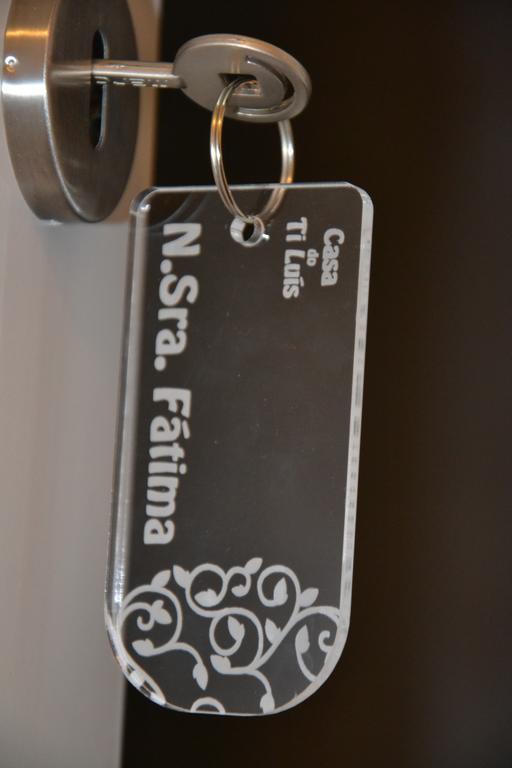 Casa
do
Ti Luís
N.Sra. Fátima